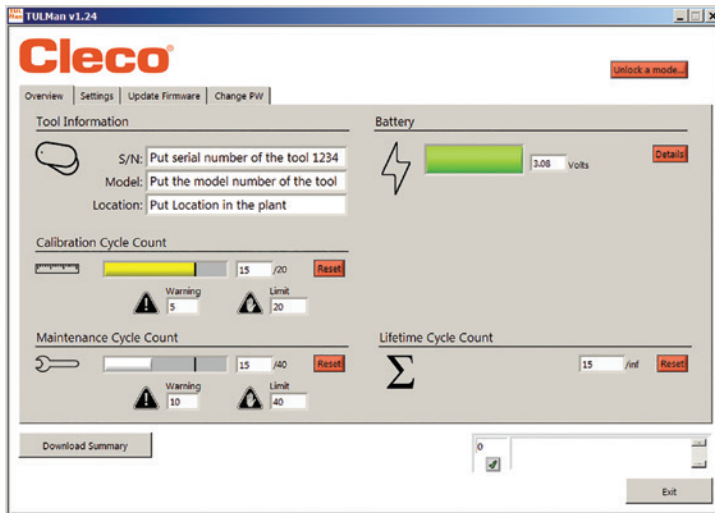 TULMan v1.24
Cleco®
Unlock a mode...
Overview Settings Update Firmware Change PW
Tool Information
S/N: Put serial number of the tool 1234
Model: Put the model number of the tool
Location: Put Location in the plant
Battery
3.08 Volts
Details
Calibration Cycle Count
15 /20 Reset
Warning Limit
5 20
Maintenance Cycle Count
15 /40 Reset
Warning Limit
10 40
Lifetime Cycle Count
Σ 15 /inf Reset
Download Summary
0
Exit